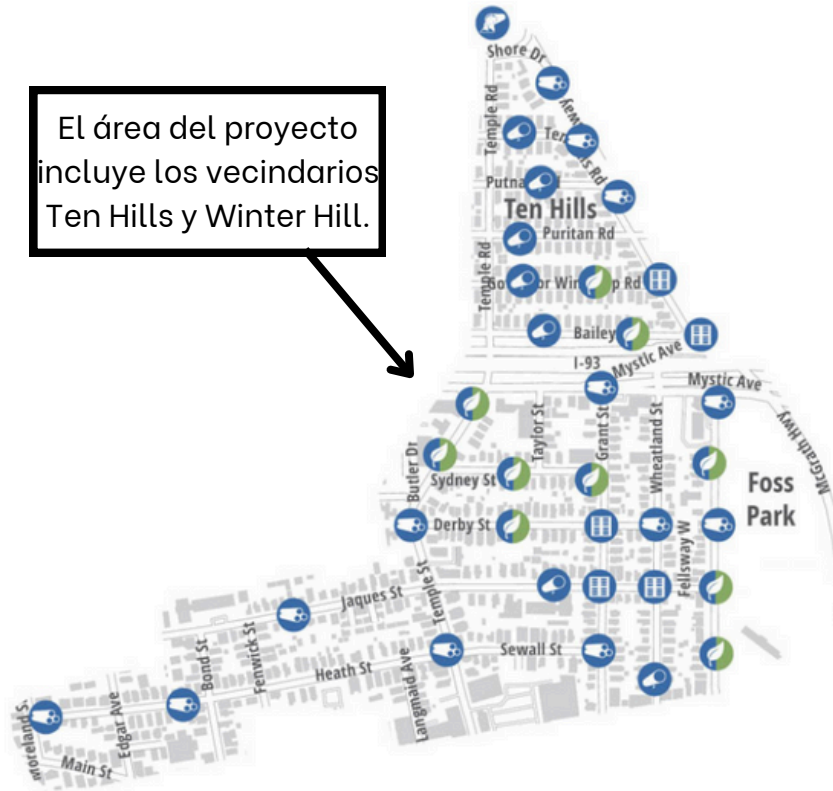 Shore Dr
Temple Rd
El área del proyecto
incluye los vecindarios
Ten Hills y Winter Hill.
Ten Hills
Puritan Rd
Temple Rd
Bailey
I-93
Mystic Ave
Mystic Ave
McGrath Hwy
Taylor St
Grant St
Wheatland St
Butler Dr
Sydney St
Foss
Park
Derby St
Fellsway W
Temple St
Jaques St
Sewall St
Bond St
Fenwick St
Heath St
Langmaid Ave
Edgar Ave
Moreland S
Main St